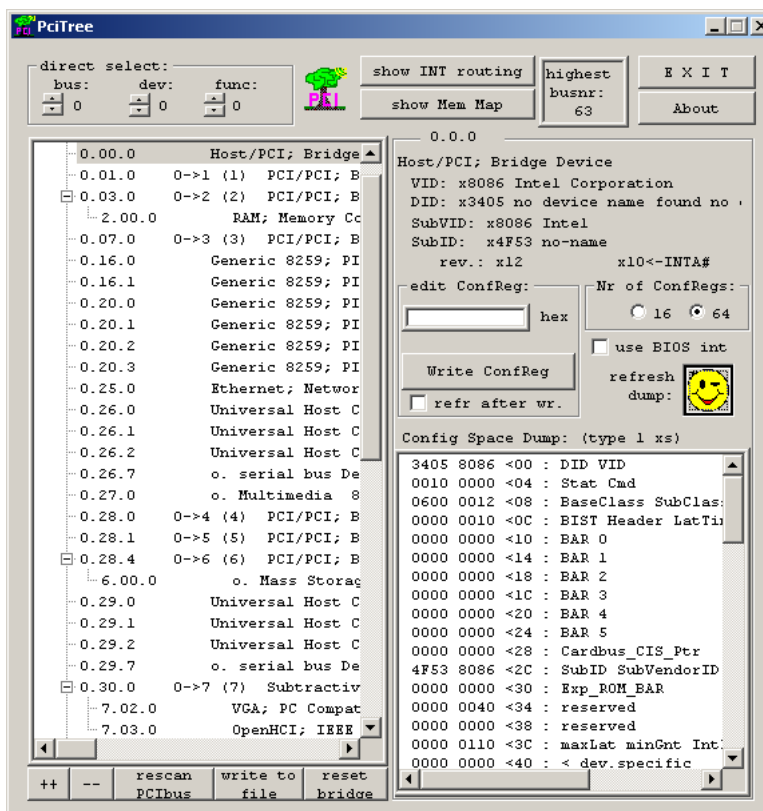 PciTree
direct select:
bus: dev: func:
0 0 0
PCI
show INT routing
show Mem Map
highest
busnr:
63
E X I T
About
0.00.0 Host/PCI; Bridge
0.01.0 0->1 (1) PCI/PCI; B
0.03.0 0->2 (2) PCI/PCI; B
2.00.0 RAM; Memory Co
0.07.0 0->3 (3) PCI/PCI; B
0.16.0 Generic 8259; PI
0.16.1 Generic 8259; PI
0.20.0 Generic 8259; PI
0.20.1 Generic 8259; PI
0.20.2 Generic 8259; PI
0.20.3 Generic 8259; PI
0.25.0 Ethernet; Networ
0.26.0 Universal Host C
0.26.1 Universal Host C
0.26.2 Universal Host C
0.26.7 o. serial bus De
0.27.0 o. Multimedia 8
0.28.0 0->4 (4) PCI/PCI; B
0.28.1 0->5 (5) PCI/PCI; B
0.28.4 0->6 (6) PCI/PCI; B
6.00.0 o. Mass Storag
0.29.0 Universal Host C
0.29.1 Universal Host C
0.29.2 Universal Host C
0.29.7 o. serial bus De
0.30.0 0->7 (7) Subtractiv
7.02.0 VGA; PC Compat
7.03.0 OpenHCI; IEEE
++ -- rescan PCIbus
write to file
reset bridge
0.0.0
Host/PCI; Bridge Device
VID: x8086 Intel Corporation
DID: x3405 no device name found no
SubVID: x8086 Intel
SubID: x4F53 no-name
rev.: x12 x10<-INTA#
edit ConfReg:
hex
Write ConfReg
refr after wr.
Nr of ConfRegs:
16 64
use BIOS int
refresh
dump:
Config Space Dump: (type 1 xs)
3405 8086 <00 : DID VID
0010 0000 <04 : Stat Cmd
0600 0012 <08 : BaseClass SubClas
0000 0010 <0C : BIST Header LatTi
0000 0000 <10 : BAR 0
0000 0000 <14 : BAR 1
0000 0000 <18 : BAR 2
0000 0000 <1C : BAR 3
0000 0000 <20 : BAR 4
0000 0000 <24 : BAR 5
0000 0000 <28 : Cardbus_CIS_Ptr
4F53 8086 <2C : SubID SubVendorID
0000 0000 <30 : Exp_ROM_BAR
0000 0040 <34 : reserved
0000 0000 <38 : reserved
0000 0110 <3C : maxLat minGnt Int
0000 0000 <40 : < dev.specific